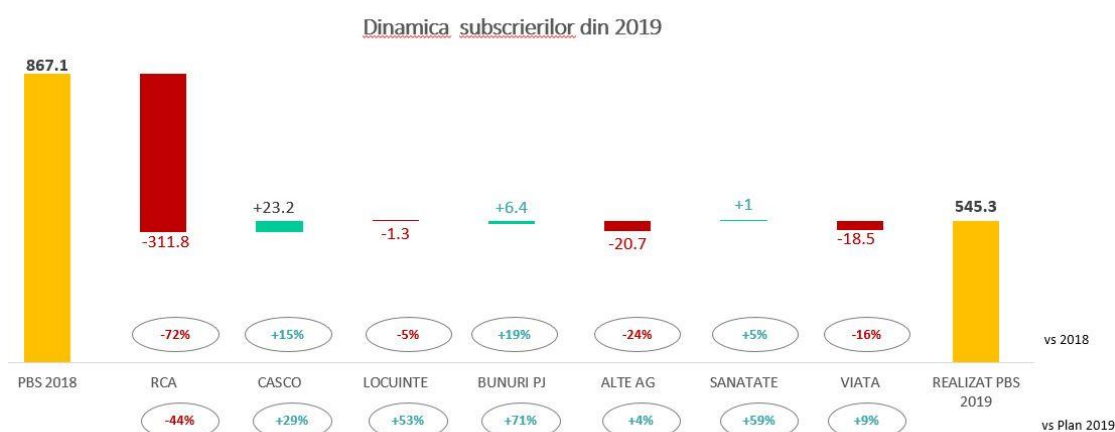 Dinamica subscrierilor din 2019
867.1
-311.8
+23.2
-1.3
+6.4
-20.7
+1
-18.5
545.3
-72% +15% -5% +19% -24% +5% -16% vs 2018
PBS 2018 RCA CASCO LOCUINTE BUNURI PJ ALTE AG SANATATE VIATA REALIZAT PBS
2019
-44% +29% +53% +71% +4% +59% +9% vs Plan 2019